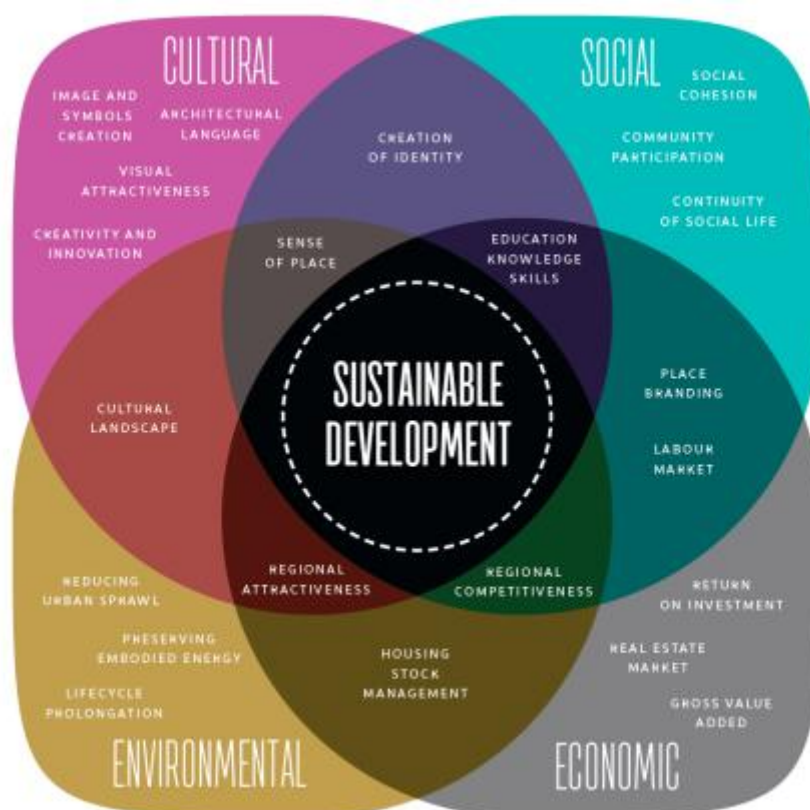 CULTURAL
IMAGE AND
SYMBOLS
CREATION
ARCHITECTURAL
LANGUAGE
VISUAL
ATTRACTIVENESS
CREATIVITY AND
INNOVATION
CREATION
OF IDENTITY
SOCIAL
SOCIAL
COHESION
COMMUNITY
PARTICIPATION
CONTINUITY
OF SOCIAL LIFE
SENSE
OF PLACE
EDUCATION
KNOWLEDGE
SKILLS
CULTURAL
LANDSCAPE
SUSTAINABLE
DEVELOPMENT
PLACE
BRANDING
LABOUR
MARKET
REGIONAL
ATTRACTIVENESS
REGIONAL
COMPETITIVENESS
REDUCING
URBAN SPRAWL
PRESERVING
EMBODIED ENERGY
LIFECYCLE
PROLONGATION
ENVIRONMENTAL
HOUSING
STOCK
MANAGEMENT
RETURN
ON INVESTMENT
REAL ESTATE
MARKET
GROSS VALUE
ADDED
ECONOMIC